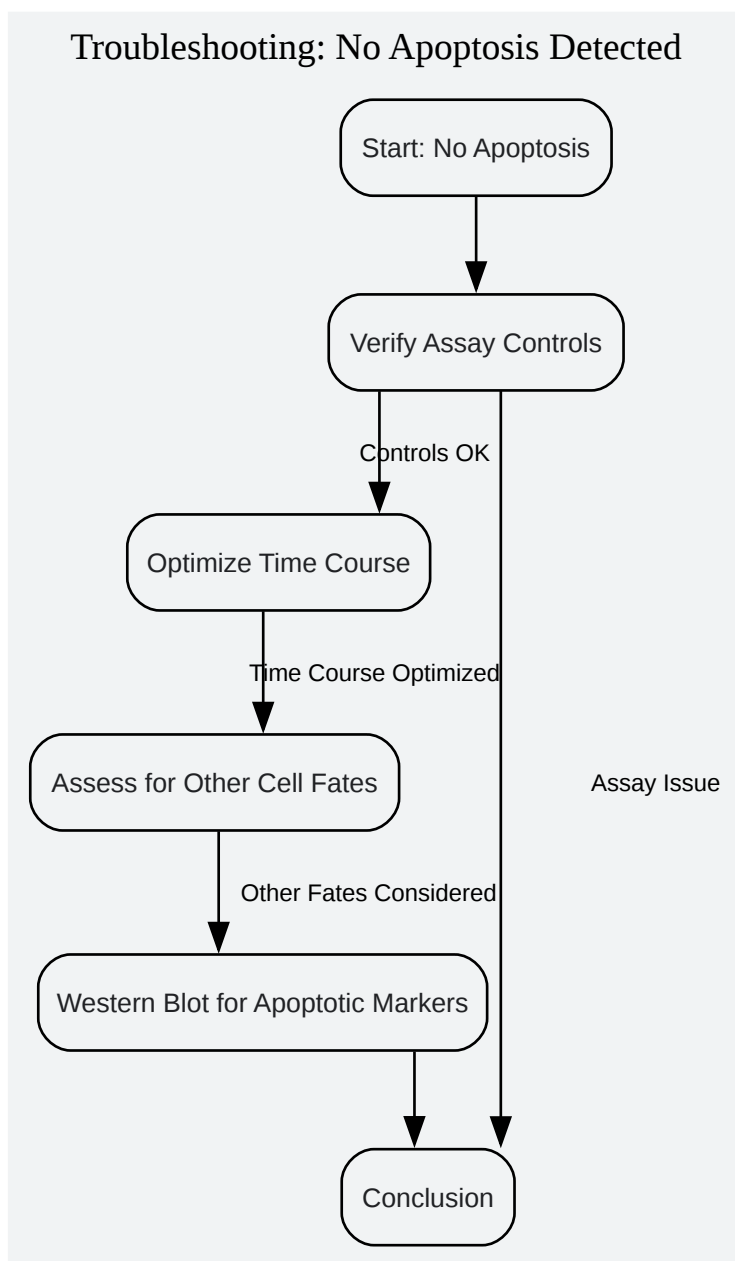 Troubleshooting: No Apoptosis Detected
Start: No Apoptosis
Verify Assay Controls
Controls OK
Optimize Time Course
Time Course Optimized
Assess for Other Cell Fates
Assay Issue
Other Fates Considered
Western Blot for Apoptotic Markers
Conclusion